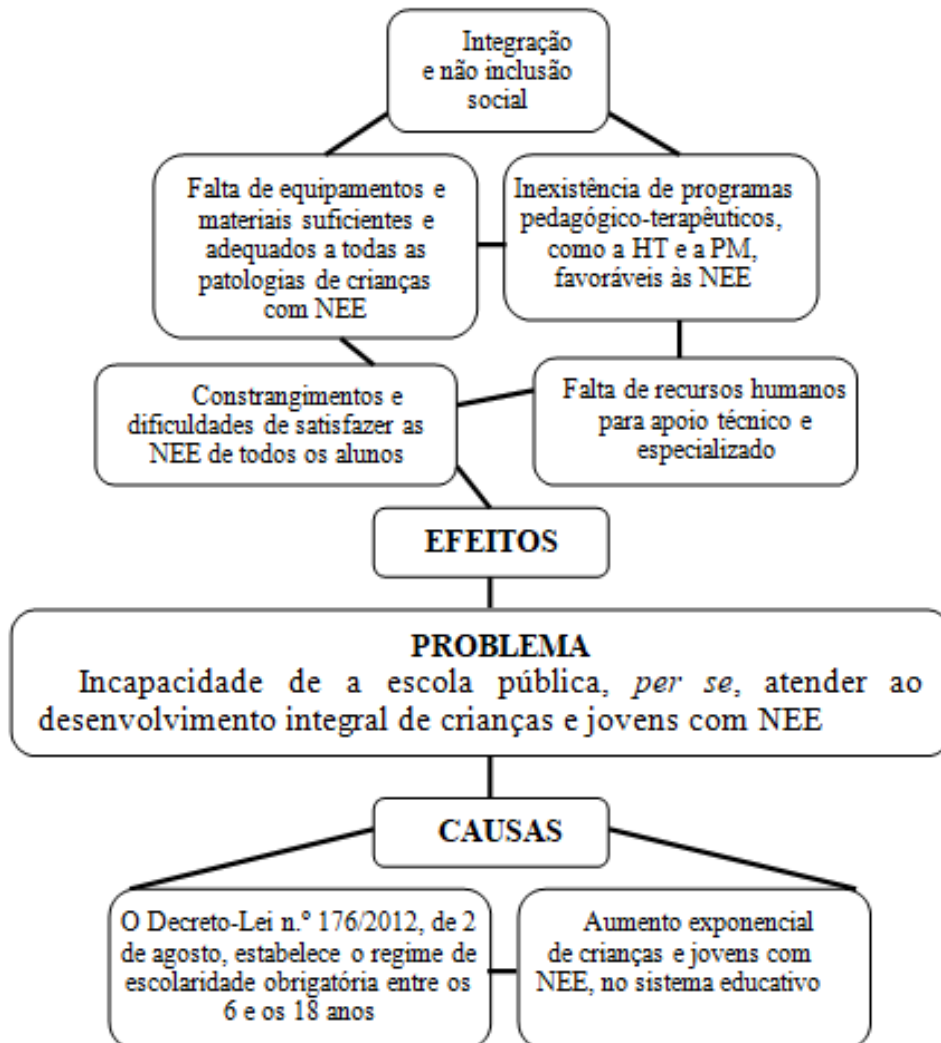 Integração
e não inclusão
social
Falta de equipamentos e
materiais suficientes e
adequados a todas as
patologias de crianças
com NEE
Inexistência de programas
pedagógico-terapêuticos,
como a HT e a PM,
favoráveis às NEE
Constrangimentos e
dificuldades de satisfazer as
NEE de todos os alunos
Falta de recursos humanos
para apoio técnico e
especializado
EFEITOS
PROBLEMA
Incapacidade de a escola pública, per se, atender ao
desenvolvimento integral de crianças e jovens com NEE
CAUSAS
O Decreto-Lei n.º 176/2012, de 2
de agosto, estabelece o regime de
escolaridade obrigatória entre os
6 e os 18 anos
Aumento exponencial
de crianças e jovens com
NEE, no sistema educativo